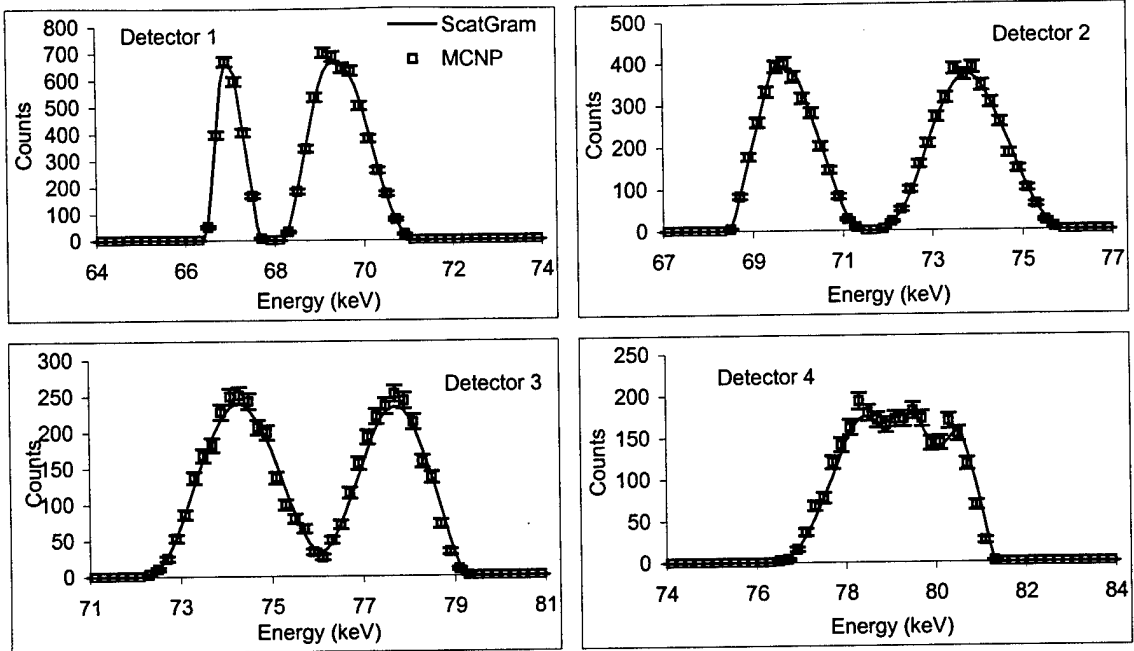 Detector 1
ScatGram
MCNP
800
700
600
500
400
300
200
100
0
Counts
64 66 68 70 72 74
Energy (keV)
Detector 2
500
400
300
200
100
0
Counts
67 69 71 73 75 77
Energy (keV)
Detector 3
300
250
200
150
100
50
0
Counts
71 73 75 77 79 81
Energy (keV)
Detector 4
250
200
150
100
50
0
Counts
74 76 78 80 82 84
Energy (keV)